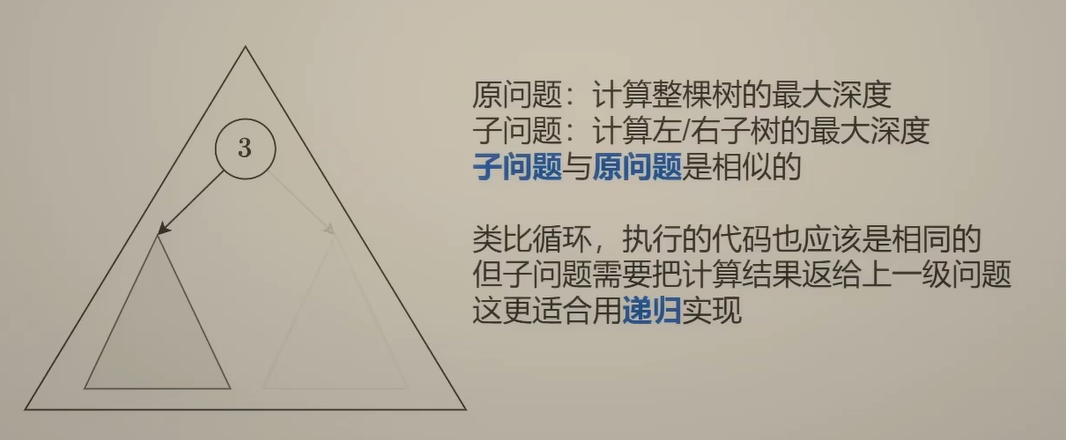 3
原问题：计算整棵树的最大深度
子问题：计算左/右子树的最大深度
子问题与原问题是相似的
类比循环，执行的代码也应该是相同的
但子问题需要把计算结果返给上一级问题
这更适合用递归实现